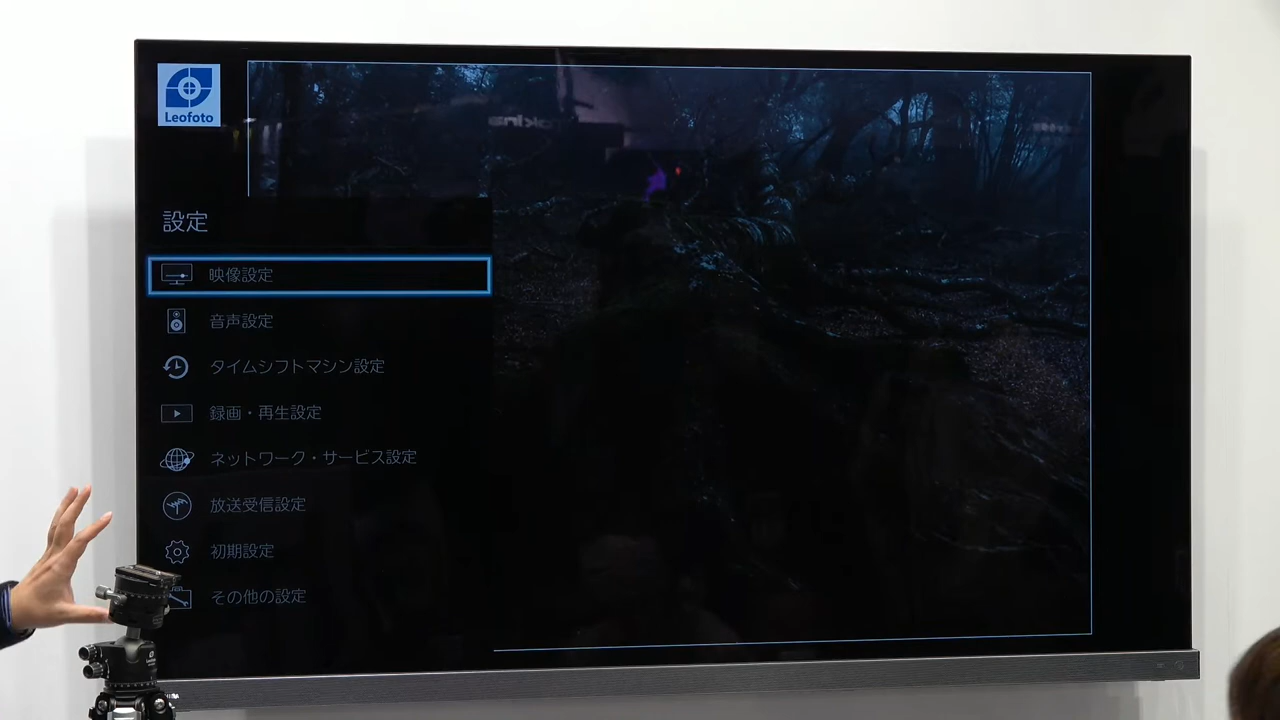 Leofoto
設定
映像設定
音声設定
タイムシフトマシン設定
録画・再生設定
ネットワーク・サービス設定
放送受信設定
初期設定
その他の設定